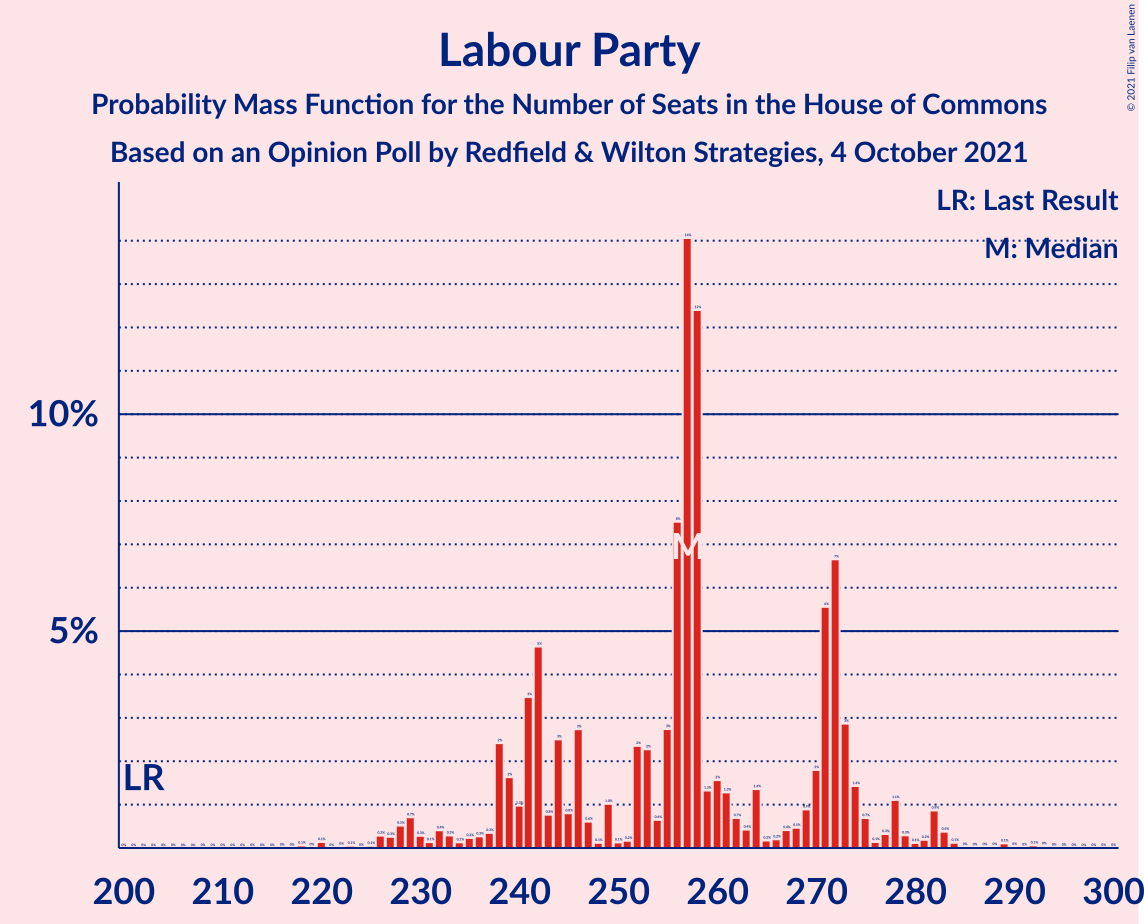 Labour Party
Probability Mass Function for the Number of Seats in the House of Commons
Based on an Opinion Poll by Redfield & Wilton Strategies, 4 October 2021
© 2021 Filip van Laenen
LR: Last Result
M: Median
10%
5%
M
LR
200 210 220 230 240 250 260 270 280 290 300